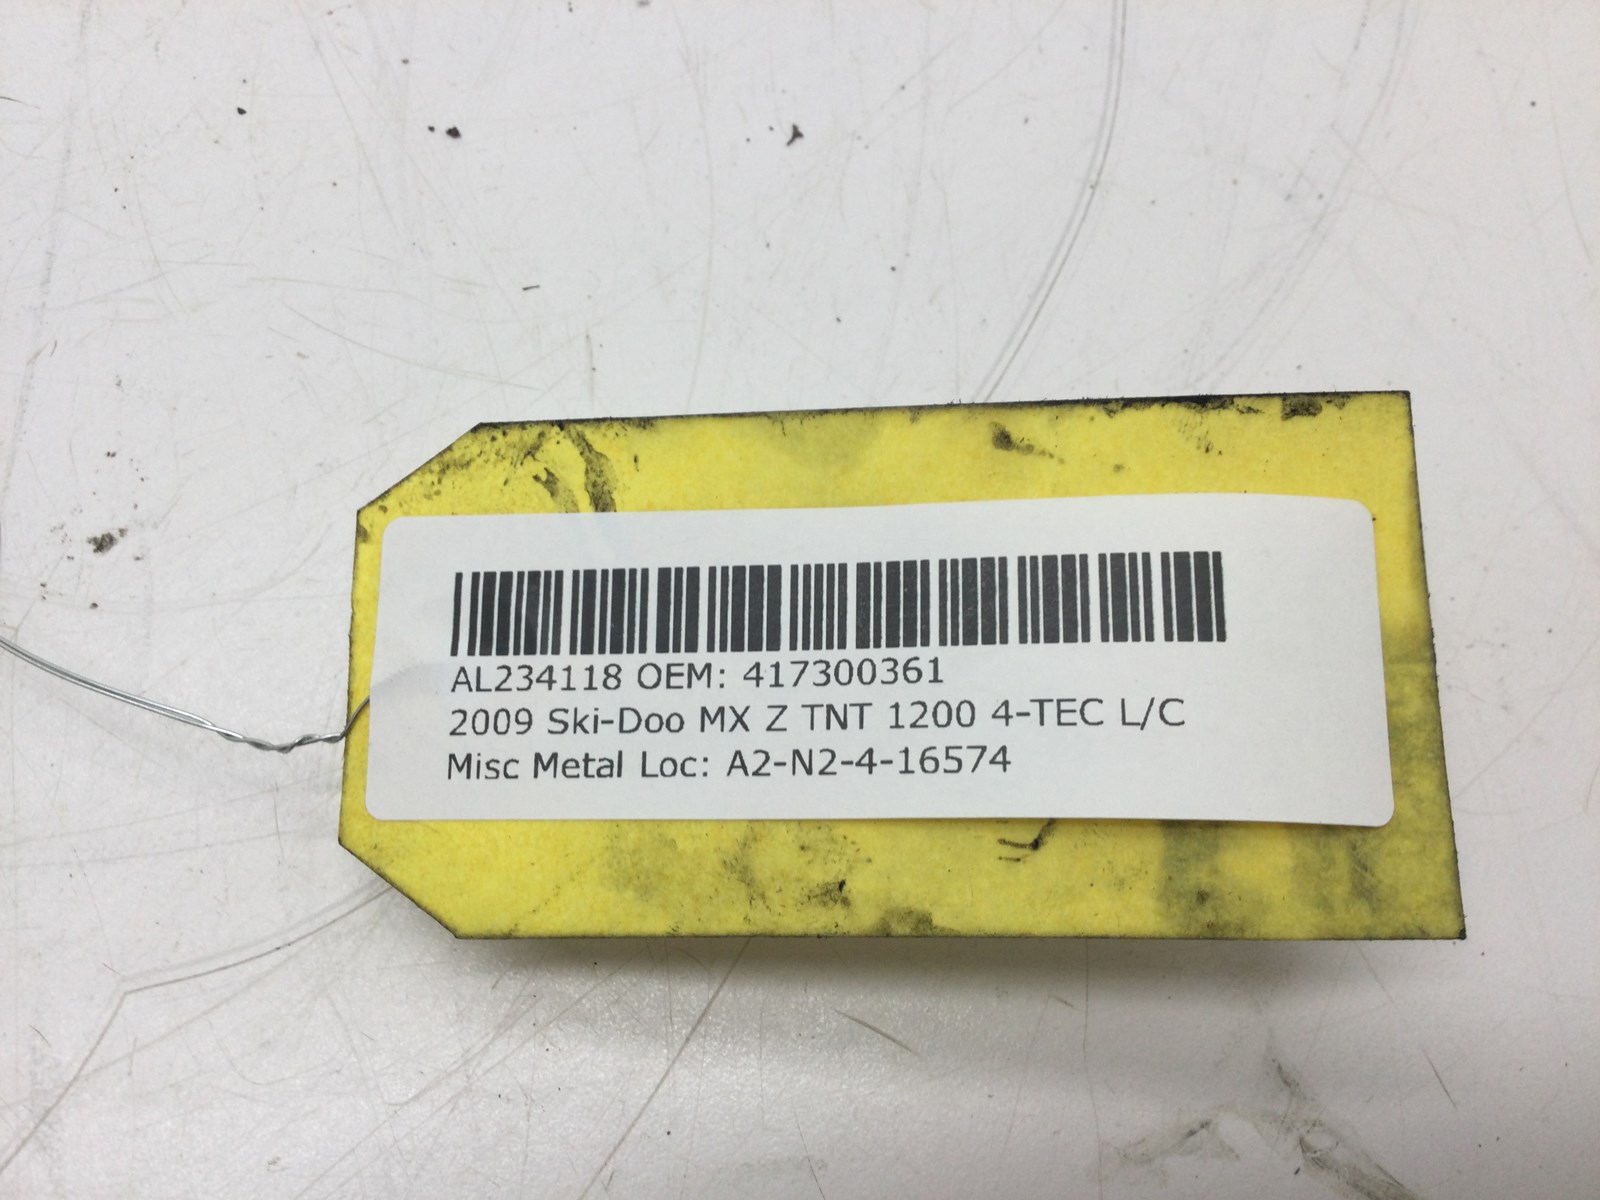 AL234118 OEM: 417300361
2009 Ski-Doo MX Z TNT 1200 4-TEC L/C
Misc Metal Loc: A2-N2-4-16574